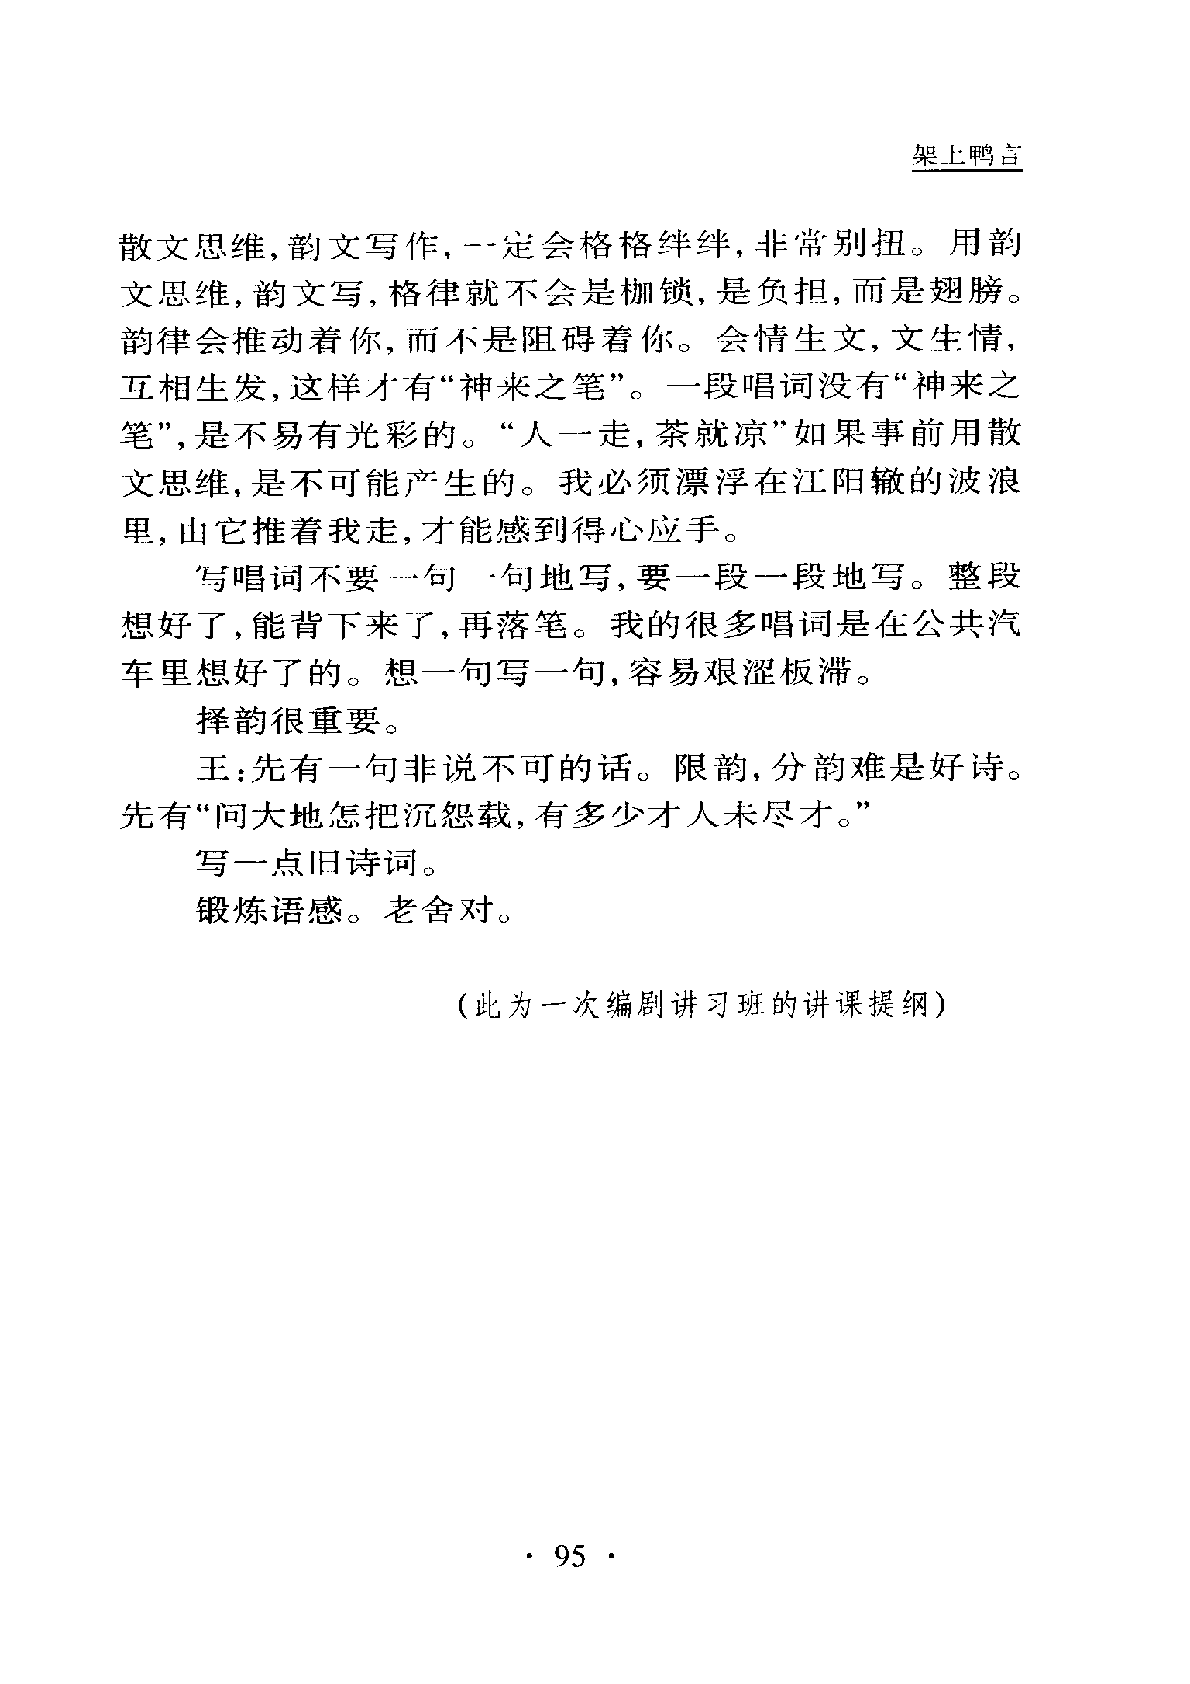 架上鸭言
散文思维,韵文写作,一定会格格绊绊,非常别扭。用韵
文思维,韵文写,格律就不会是枷锁,是负担,而是翅膀。
韵律会推动着你,而不是阻碍着你。会情生文,文生情,
互相生发,这样才有“神来之笔”。一段唱词没有“神来之
笔”,是不易有光彩的。“人一走,茶就凉”如果事前用散
文思维,是不可能产生的。我必须漂浮在江阳辙的波浪
里,由它推着我走,才能感到得心应手。
写唱词不要一句一句地写,要一段一段地写。整段
想好了,能背下来了,再落笔。我的很多唱词是在公共汽
车里想好了的。想一句写一句,容易艰涩板滞。
择韵很重要。
王:先有一句非说不可的话。限韵,分韵难是好诗。
先有“问大地怎把沉怨载,有多少才人未尽才。”
写一点旧诗词。
锻炼语感。老舍对。
(此为一次编剧讲习班的讲课提纲)
· 95 ·